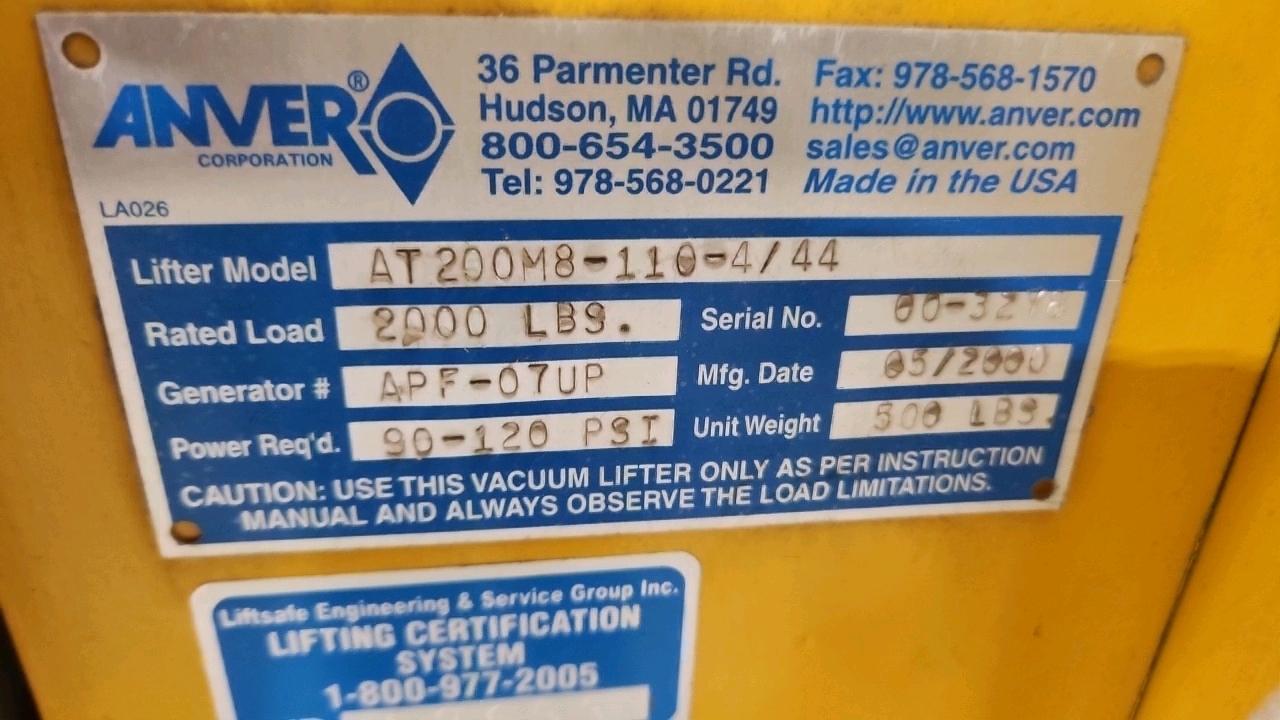 ANVER®
CORPORATION
36 Parmenter Rd.
Hudson, MA 01749
800-654-3500
Tel: 978-568-0221
Fax: 978-568-1570
http://www.anver.com
sales@anver.com
Made in the USA
LA026
Lifter Model AT200M8-110-4/44
Rated Load 2000 LBS.
Serial No.
Generator # APF-07UP
Mfg. Date 05/2000
Power Req'd. 90-120 PSI
Unit Weight 500 LBS.
CAUTION: USE THIS VACUUM LIFTER ONLY AS PER INSTRUCTION
MANUAL AND ALWAYS OBSERVE THE LOAD LIMITATIONS.
Liftsafe Engineering & Service Group Inc.
LIFTING CERTIFICATION
SYSTEM
1-800-977-2005